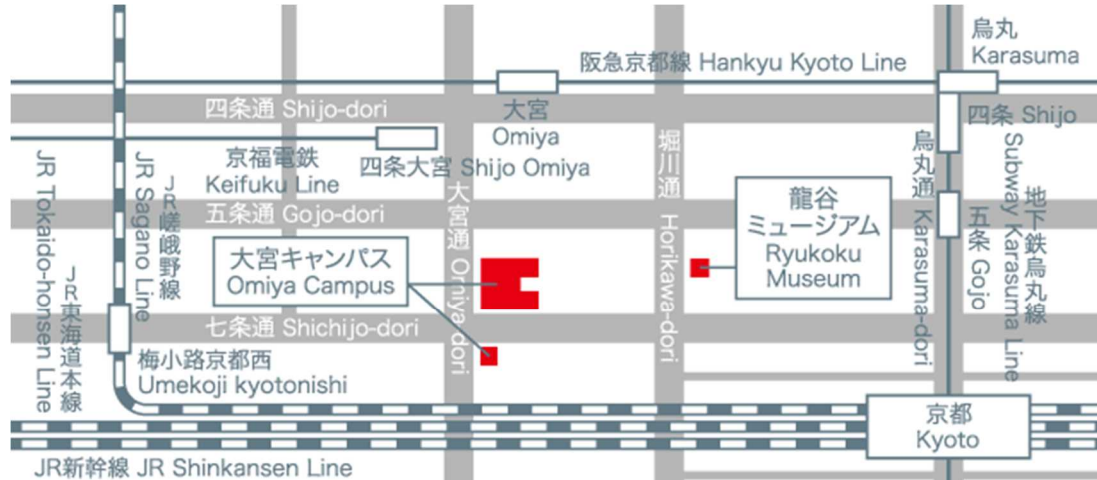 烏丸
Karasuma
阪急京都線 Hankyu Kyoto Line
四条通 Shijo-dori
大宮
Omiya
四条 Shijo
京福電鉄
Keifuku Line
四条大宮 Shijo Omiya
JR Tokaido-honsen Line
JR東海道本線
JR Sagano Line
JR嵯峨野線
五条通 Gojo-dori
大宮通 Omiya-dori
堀川通 Horikawa-dori
龍谷
ミュージアム
Ryukoku
Museum
烏丸通 Karasuma-dori
五条 Gojo
Subway Karasuma Line
地下鉄烏丸線
大宮キャンパス
Omiya Campus
七条通 Shichijo-dori
梅小路京都西
Umekoji kyotonishi
京都
Kyoto
JR新幹線 JR Shinkansen Line